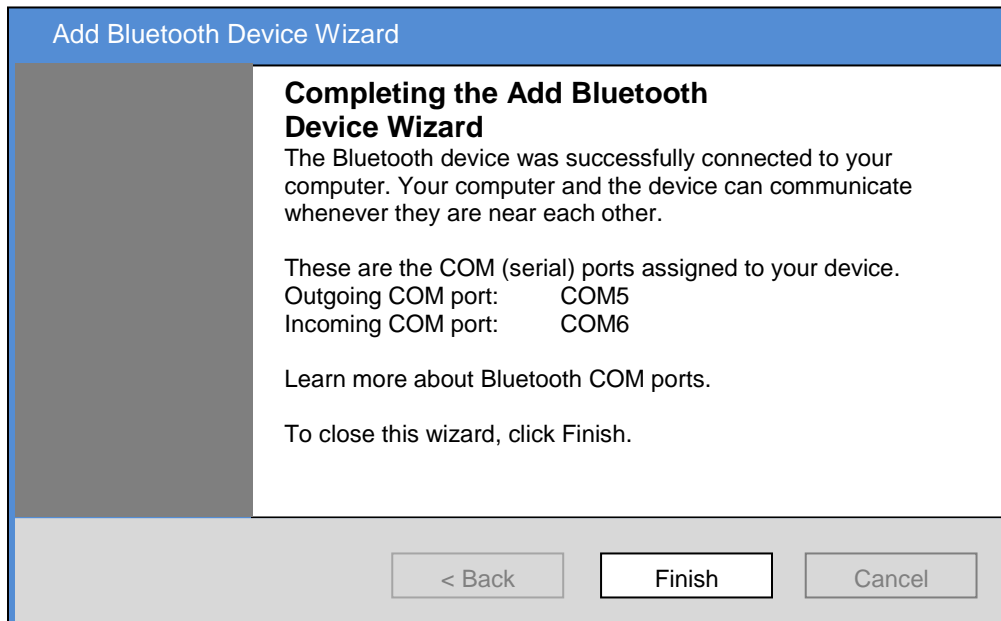 Add Bluetooth Device Wizard
Completing the Add Bluetooth
Device Wizard
The Bluetooth device was successfully connected to your
computer. Your computer and the device can communicate
whenever they are near each other.
These are the COM (serial) ports assigned to your device.
Outgoing COM port: COM5
Incoming COM port: COM6
Learn more about Bluetooth COM ports.
To close this wizard, click Finish.
< Back Finish Cancel